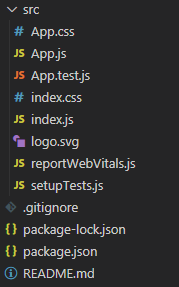 src
App.css
JS App.js
JS App.test.js
index.css
JS index.js
logo.svg
JS reportWebVitals.js
JS setupTests.js
.gitignore
package-lock.json
package.json
README.md